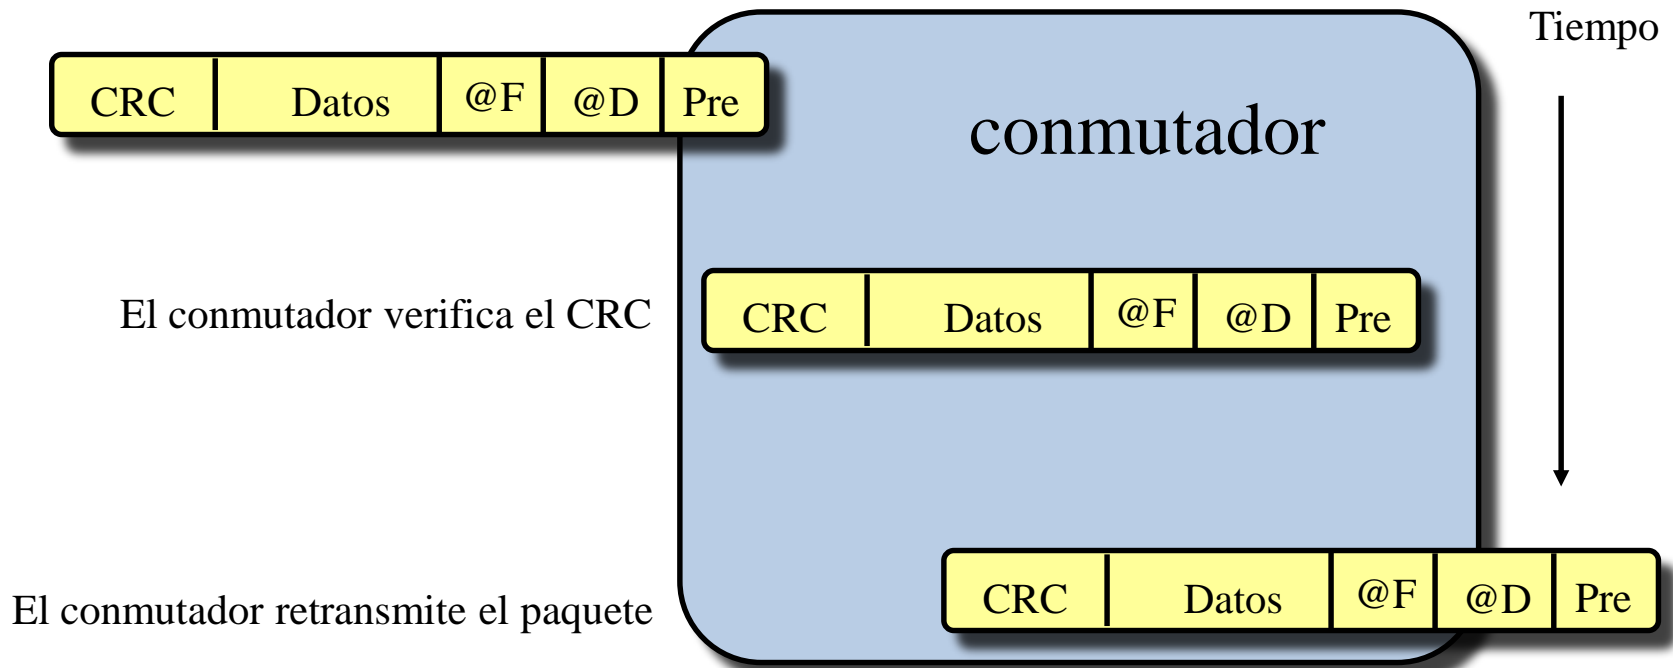 Tiempo
CRC Datos @F @D Pre
conmutador
El conmutador verifica el CRC
CRC Datos @F @D Pre
El conmutador retransmite el paquete
CRC Datos @F @D Pre